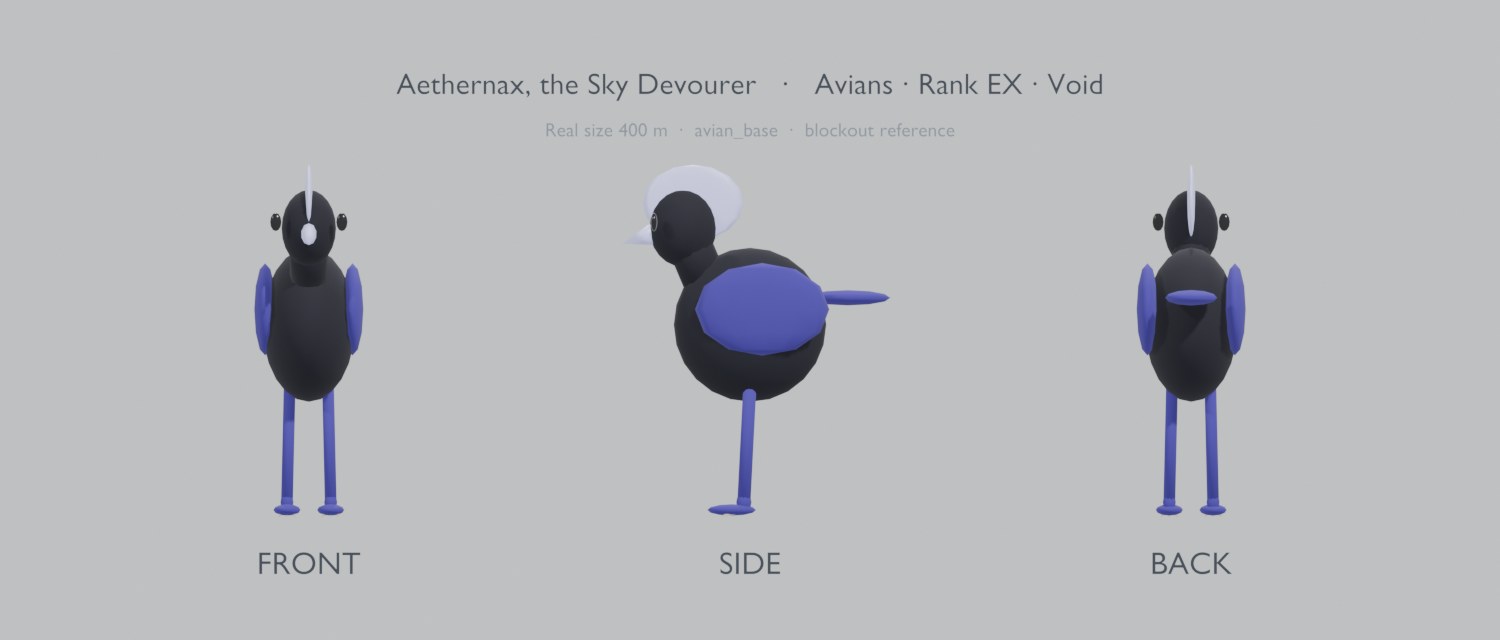 Aethernax, the Sky Devourer · Avians · Rank EX · Void
Real size 400 m · avian_base · blockout reference
FRONT
SIDE
BACK